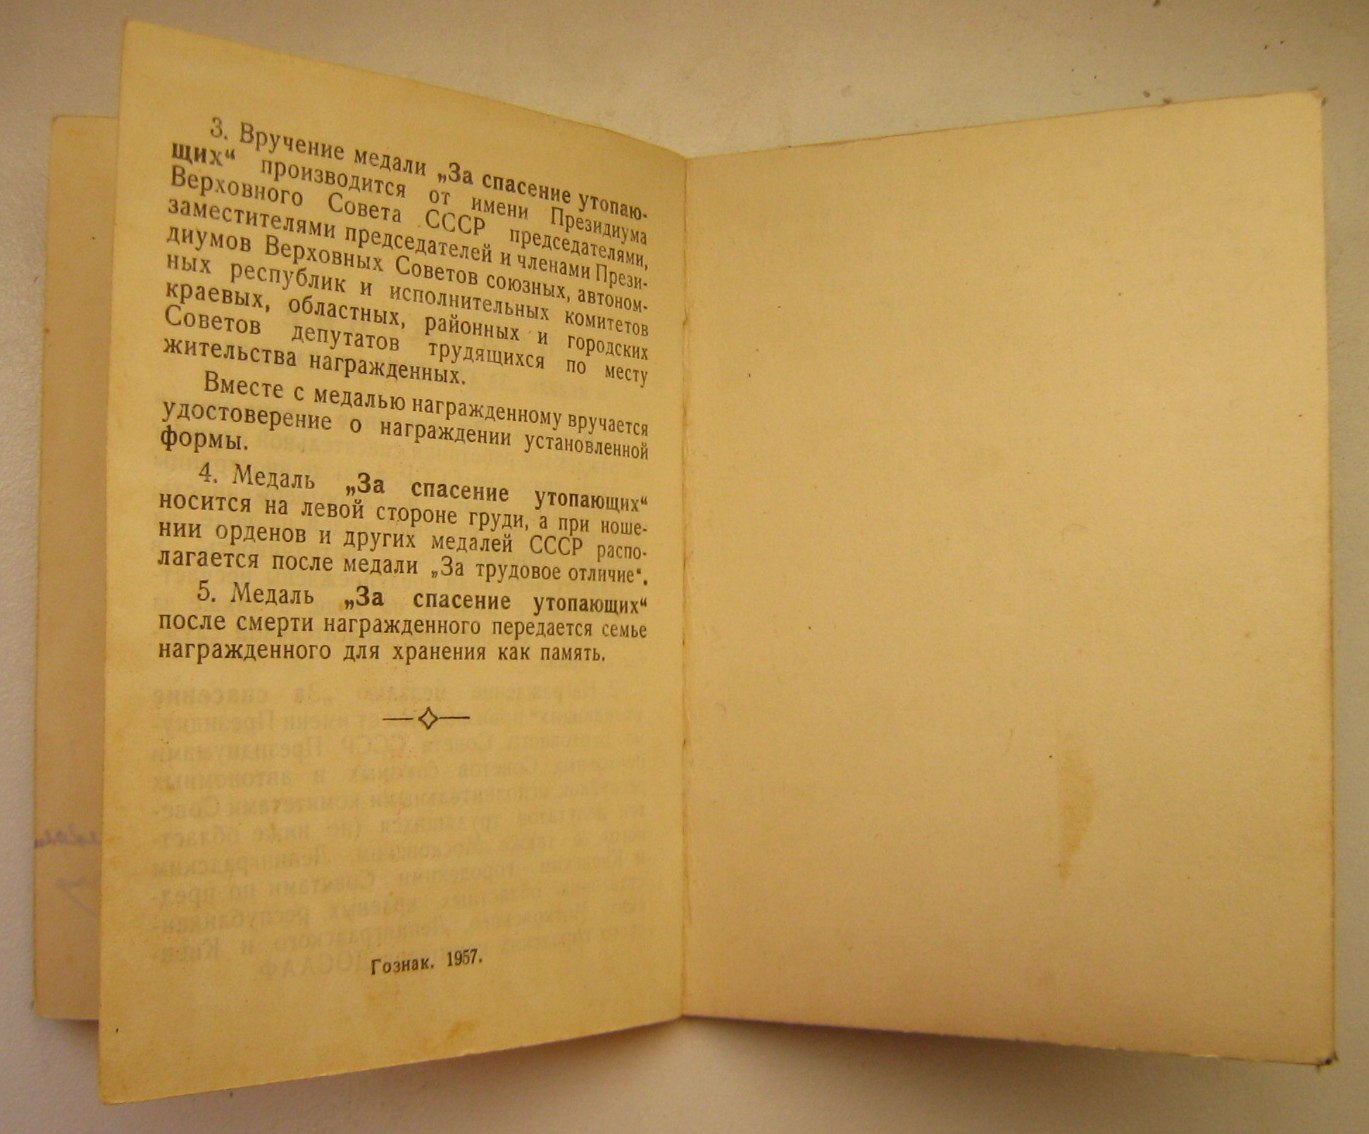 3. Вручение медали „За спасение утопаю-
щих“ производится от имени Президиума
Верховного Совета СССР председателями,
заместителями председателей и членами Прези-
диумов Верховных Советов союзных, автоном-
ных республик и исполнительных комитетов
краевых, областных, районных и городских
Советов депутатов трудящихся по месту
жительства награжденных.
Вместе с медалью награжденному вручается
удостоверение о награждении установленной
формы.
4. Медаль „За спасение утопающих“
носится на левой стороне груди, а при ноше-
нии орденов и других медалей СССР распо-
лагается после медали „За трудовое отличие“.
5. Медаль „За спасение утопающих“
после смерти награжденного передается семье
награжденного для хранения как память.
Гознак. 1957.